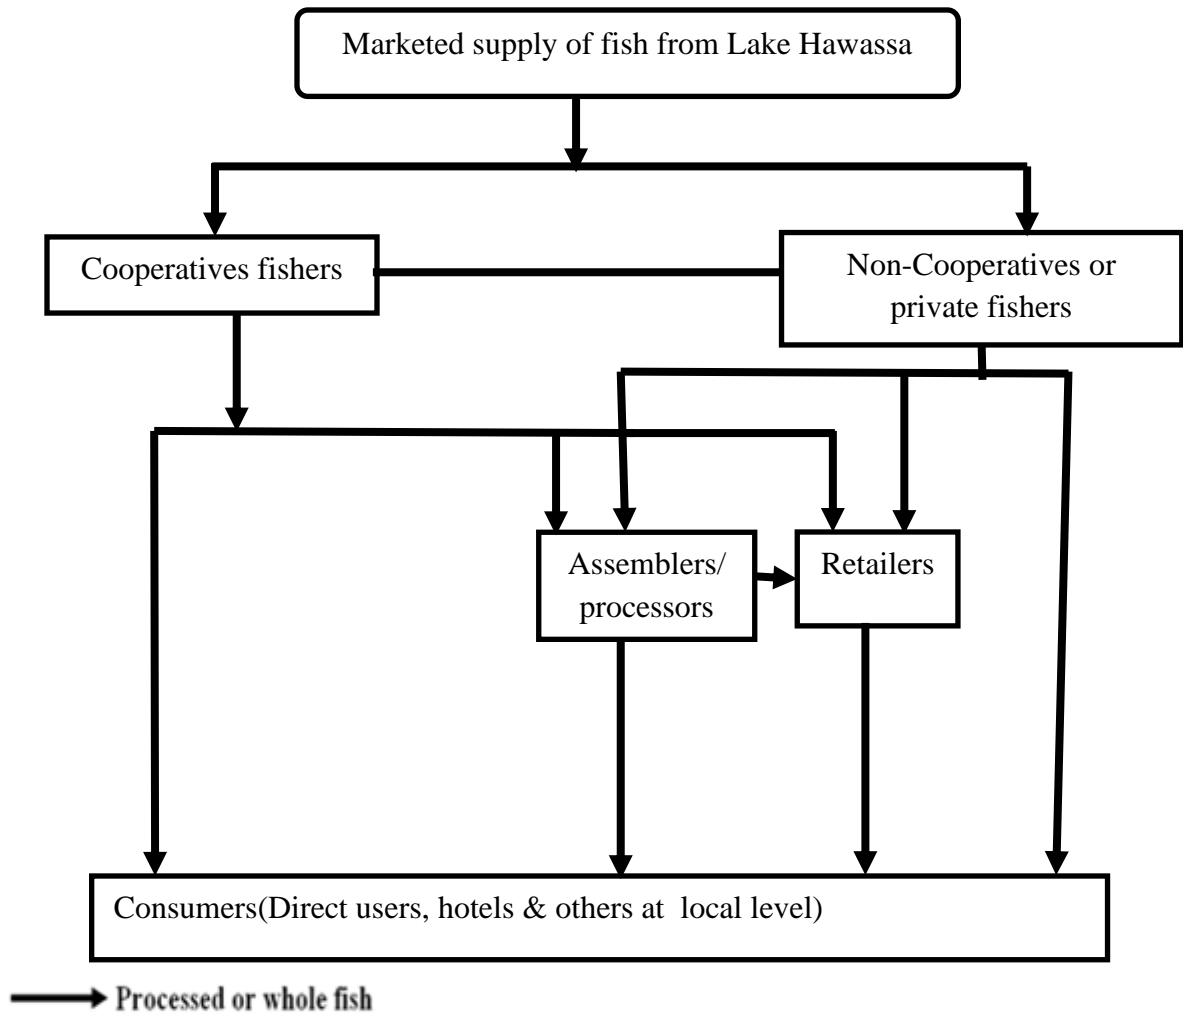 Marketed supply of fish from Lake Hawassa
Cooperatives fishers
Non-Cooperatives or
private fishers
Assemblers/
processors
Retailers
Consumers(Direct users, hotels & others at local level)
Processed or whole fish